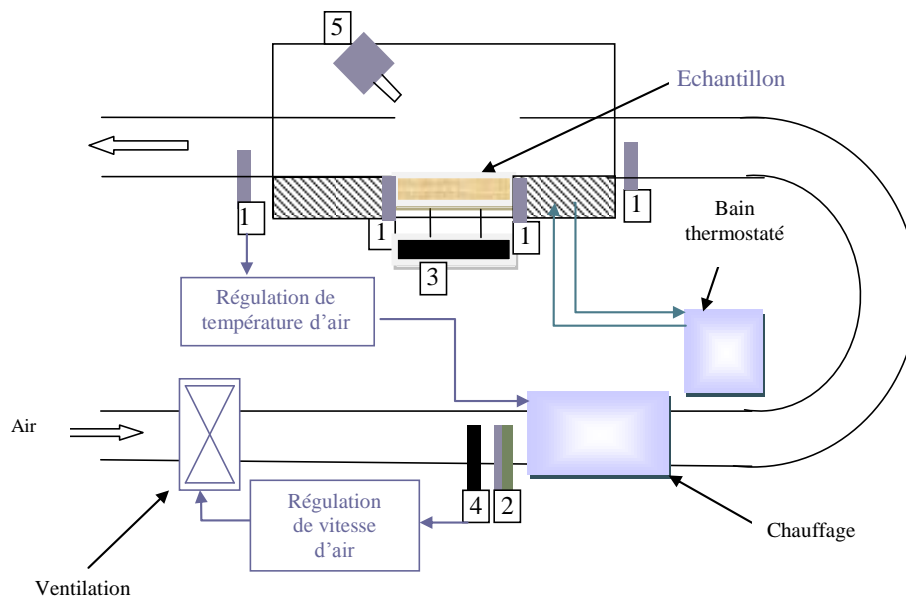 5
Echantillon
1
1
1
1
3
Bain
thermostaté
Régulation de
température d'air
Air
4
2
Régulation
de vitesse
d'air
Chauffage
Ventilation